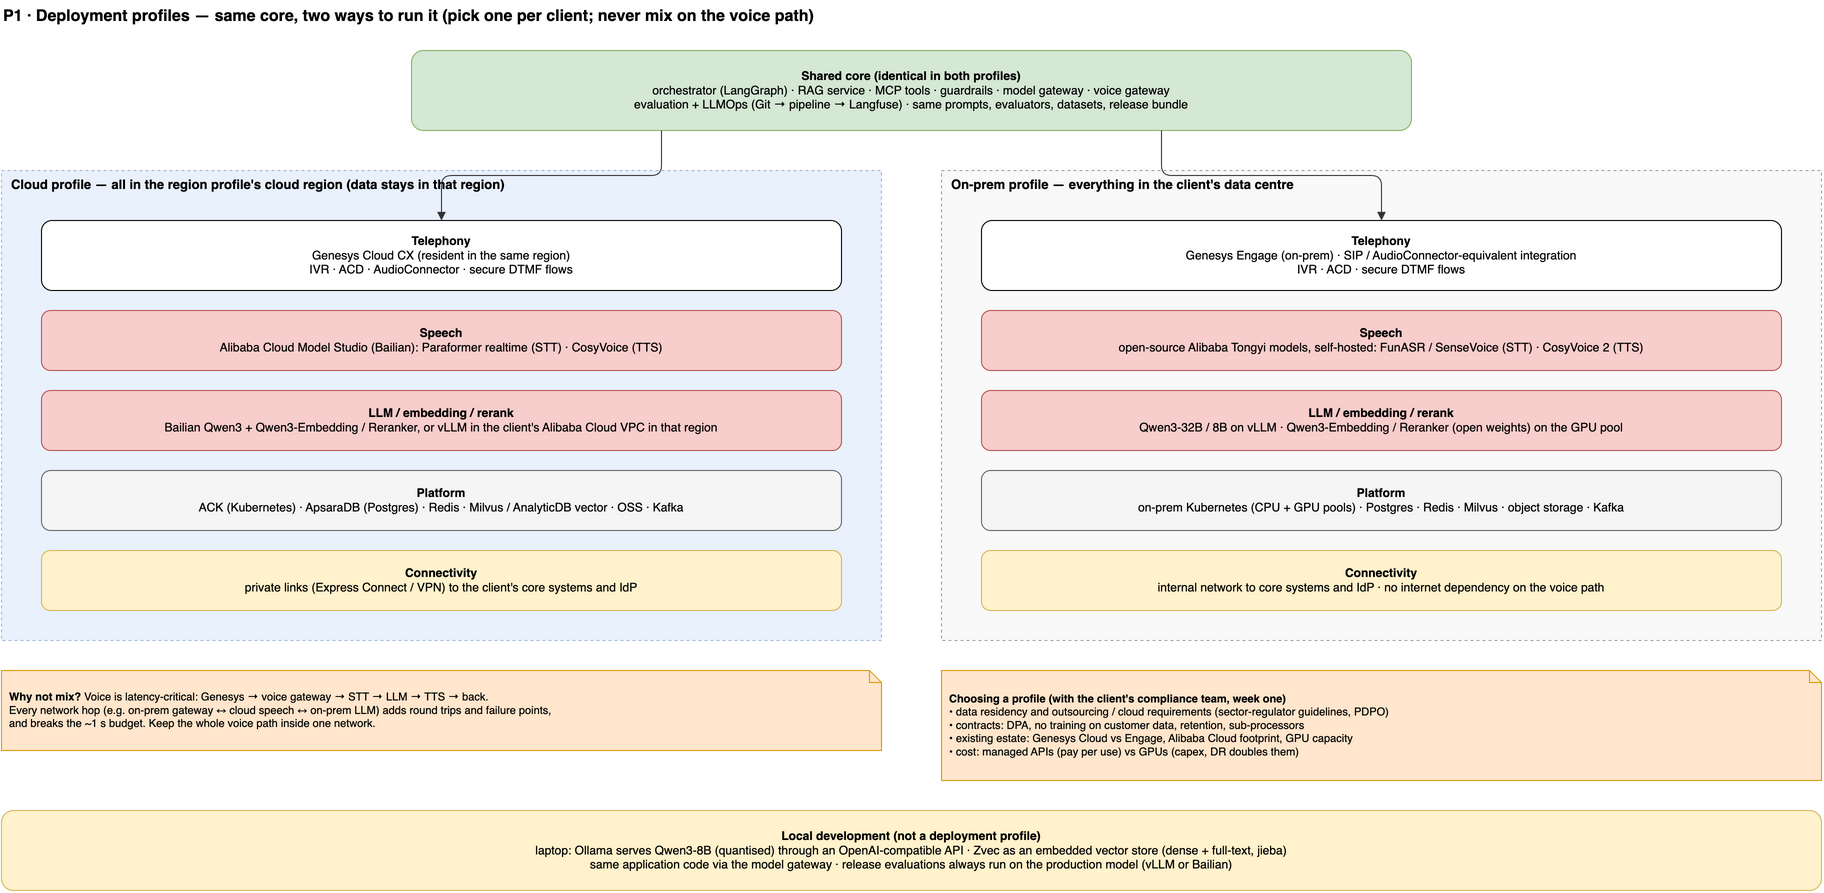 P1 · Deployment profiles — same core, two ways to run it (pick one per client; never mix on the voice path)
Shared core (identical in both profiles)
orchestrator (LangGraph) · RAG service · MCP tools · guardrails · model gateway · voice gateway
evaluation + LLMOps (Git → pipeline → Langfuse) · same prompts, evaluators, datasets, release bundle
Cloud profile — all in the region profile's cloud region (data stays in that region)
Telephony
Genesys Cloud CX (resident in the same region)
IVR · ACD · AudioConnector · secure DTMF flows
Speech
Alibaba Cloud Model Studio (Bailian): Paraformer realtime (STT) · CosyVoice (TTS)
LLM / embedding / rerank
Bailian Qwen3 + Qwen3-Embedding / Reranker, or vLLM in the client's Alibaba Cloud VPC in that region
Platform
ACK (Kubernetes) · ApsaraDB (Postgres) · Redis · Milvus / AnalyticDB vector · OSS · Kafka
Connectivity
private links (Express Connect / VPN) to the client's core systems and IdP
On-prem profile — everything in the client's data centre
Telephony
Genesys Engage (on-prem) · SIP / AudioConnector-equivalent integration
IVR · ACD · secure DTMF flows
Speech
open-source Alibaba Tongyi models, self-hosted: FunASR / SenseVoice (STT) · CosyVoice 2 (TTS)
LLM / embedding / rerank
Qwen3-32B / 8B on vLLM · Qwen3-Embedding / Reranker (open weights) on the GPU pool
Platform
on-prem Kubernetes (CPU + GPU pools) · Postgres · Redis · Milvus · object storage · Kafka
Connectivity
internal network to core systems and IdP · no internet dependency on the voice path
Why not mix? Voice is latency-critical: Genesys → voice gateway → STT → LLM → TTS → back.
Every network hop (e.g. on-prem gateway ↔ cloud speech ↔ on-prem LLM) adds round trips and failure points,
and breaks the ~1 s budget. Keep the whole voice path inside one network.
Choosing a profile (with the client's compliance team, week one)
• data residency and outsourcing / cloud requirements (sector-regulator guidelines, PDPO)
• contracts: DPA, no training on customer data, retention, sub-processors
• existing estate: Genesys Cloud vs Engage, Alibaba Cloud footprint, GPU capacity
• cost: managed APIs (pay per use) vs GPUs (capex, DR doubles them)
Local development (not a deployment profile)
laptop: Ollama serves Qwen3-8B (quantised) through an OpenAI-compatible API · Zvec as an embedded vector store (dense + full-text, jieba)
same application code via the model gateway · release evaluations always run on the production model (vLLM or Bailian)